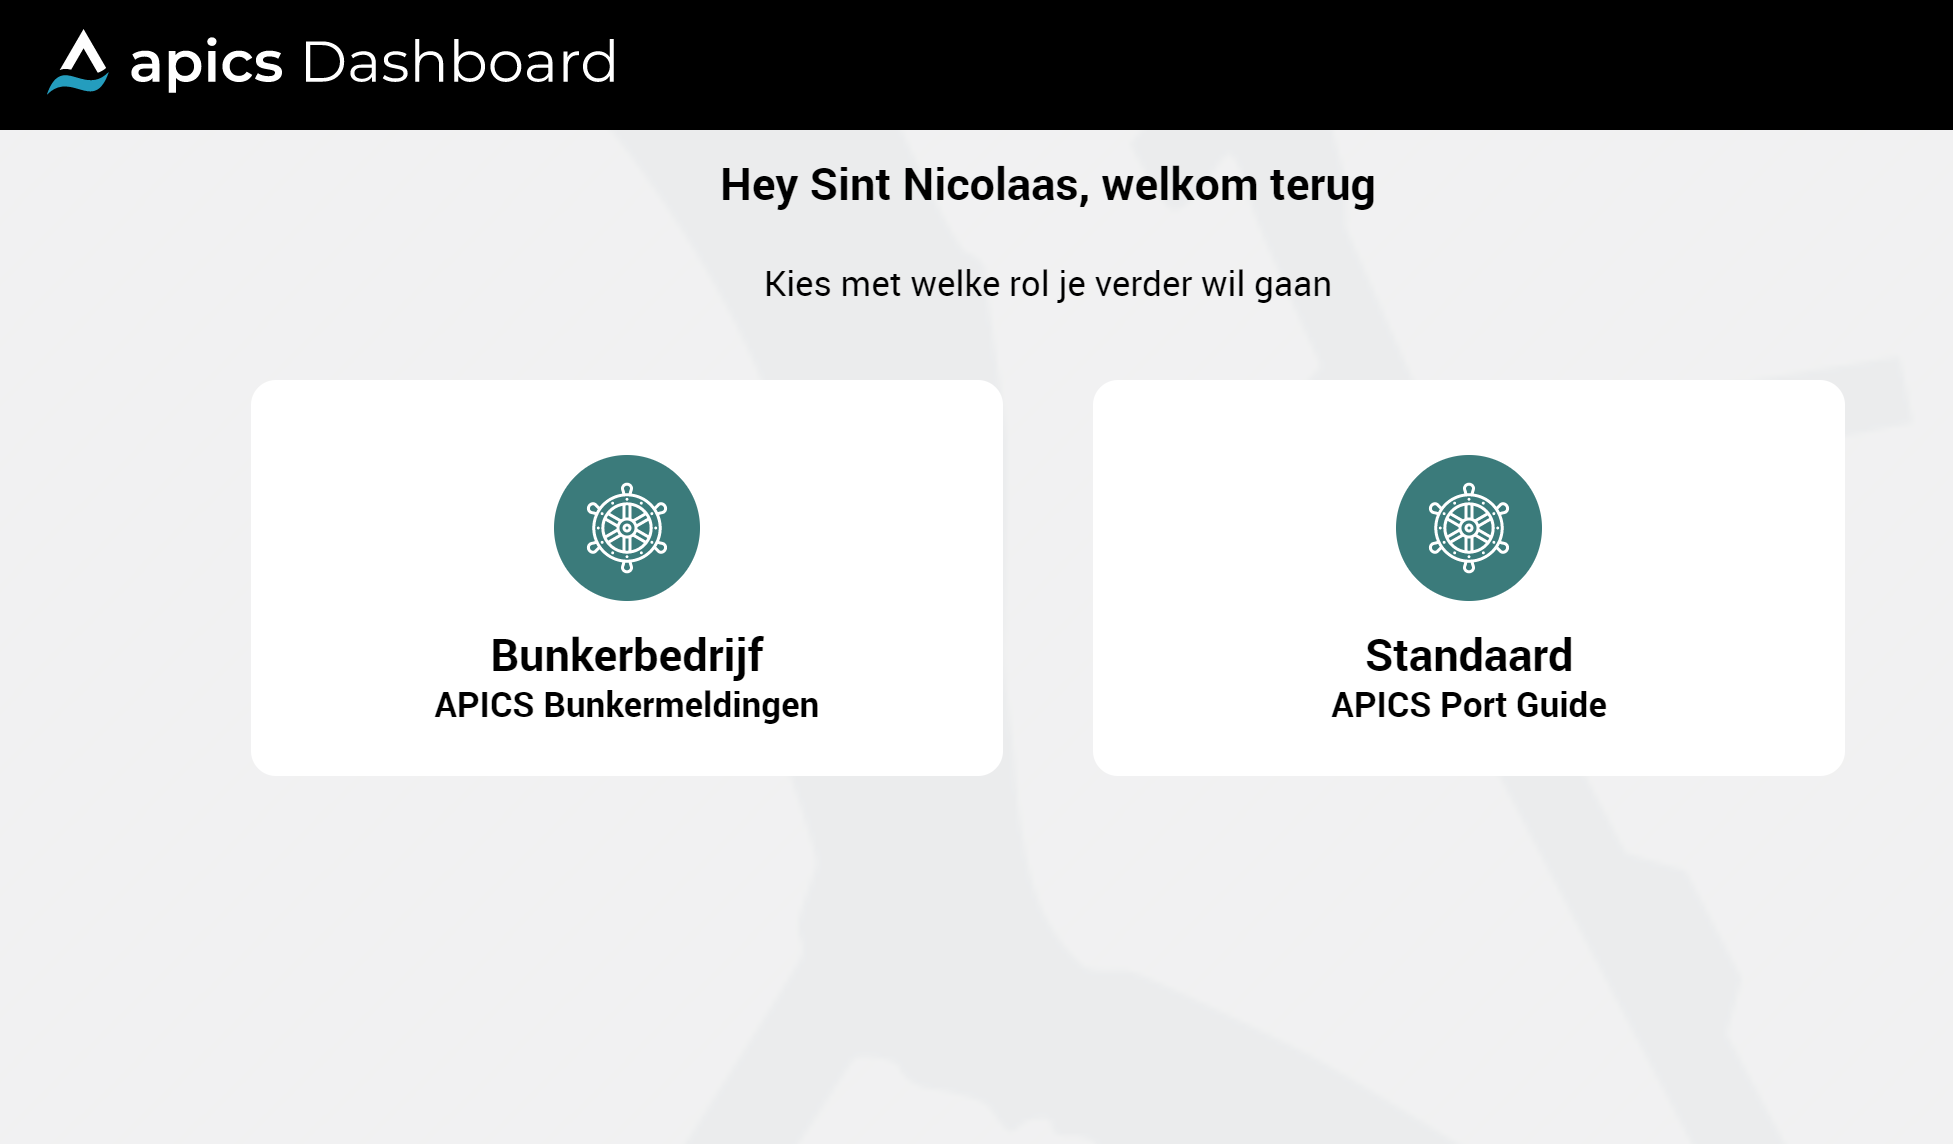 apics Dashboard
Hey Sint Nicolaas, welkom terug
Kies met welke rol je verder wil gaan
Bunkerbedrijf
APICS Bunkermeldingen
Standaard
APICS Port Guide